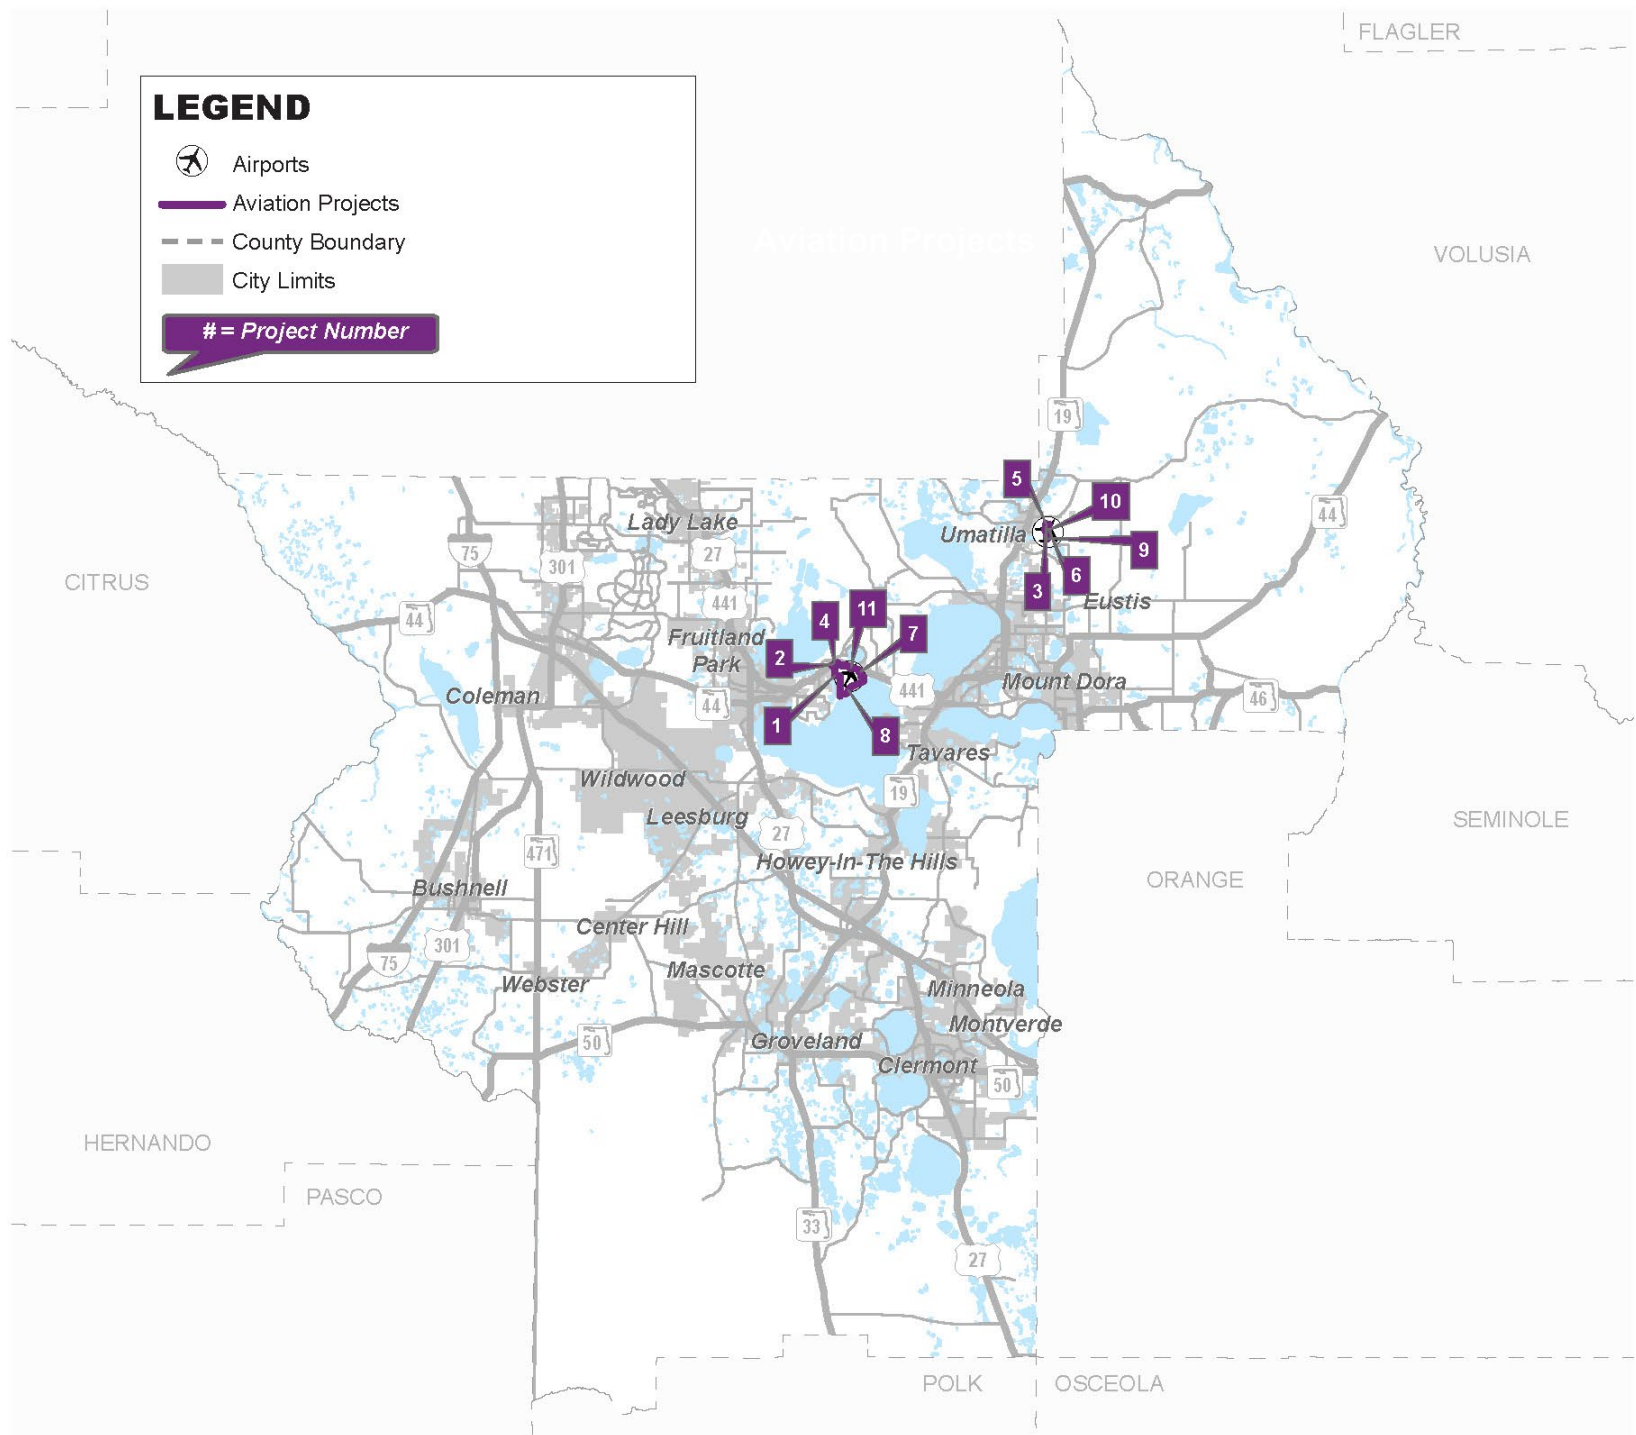 FLAGLER
LEGEND
Airports
Aviation Projects
County Boundary
City Limits
# = Project Number
Aviation Projects
VOLUSIA
19
5
10
44
Lady Lake
Umatilla
75
27
9
301
CITRUS
6
3
441
Eustis
44
11
4
7
Fruitland
Park
2
Mount Dora
441
Coleman
46
44
1
8
Tavares
Wildwood
19
Leesburg
SEMINOLE
27
471
Howey-In-The Hills
ORANGE
Bushnell
Center Hill
301
75
Mascotte
Webster
Minneola
Montverde
50
Groveland
Clermont
50
HERNANDO
PASCO
33
27
POLK
OSCEOLA